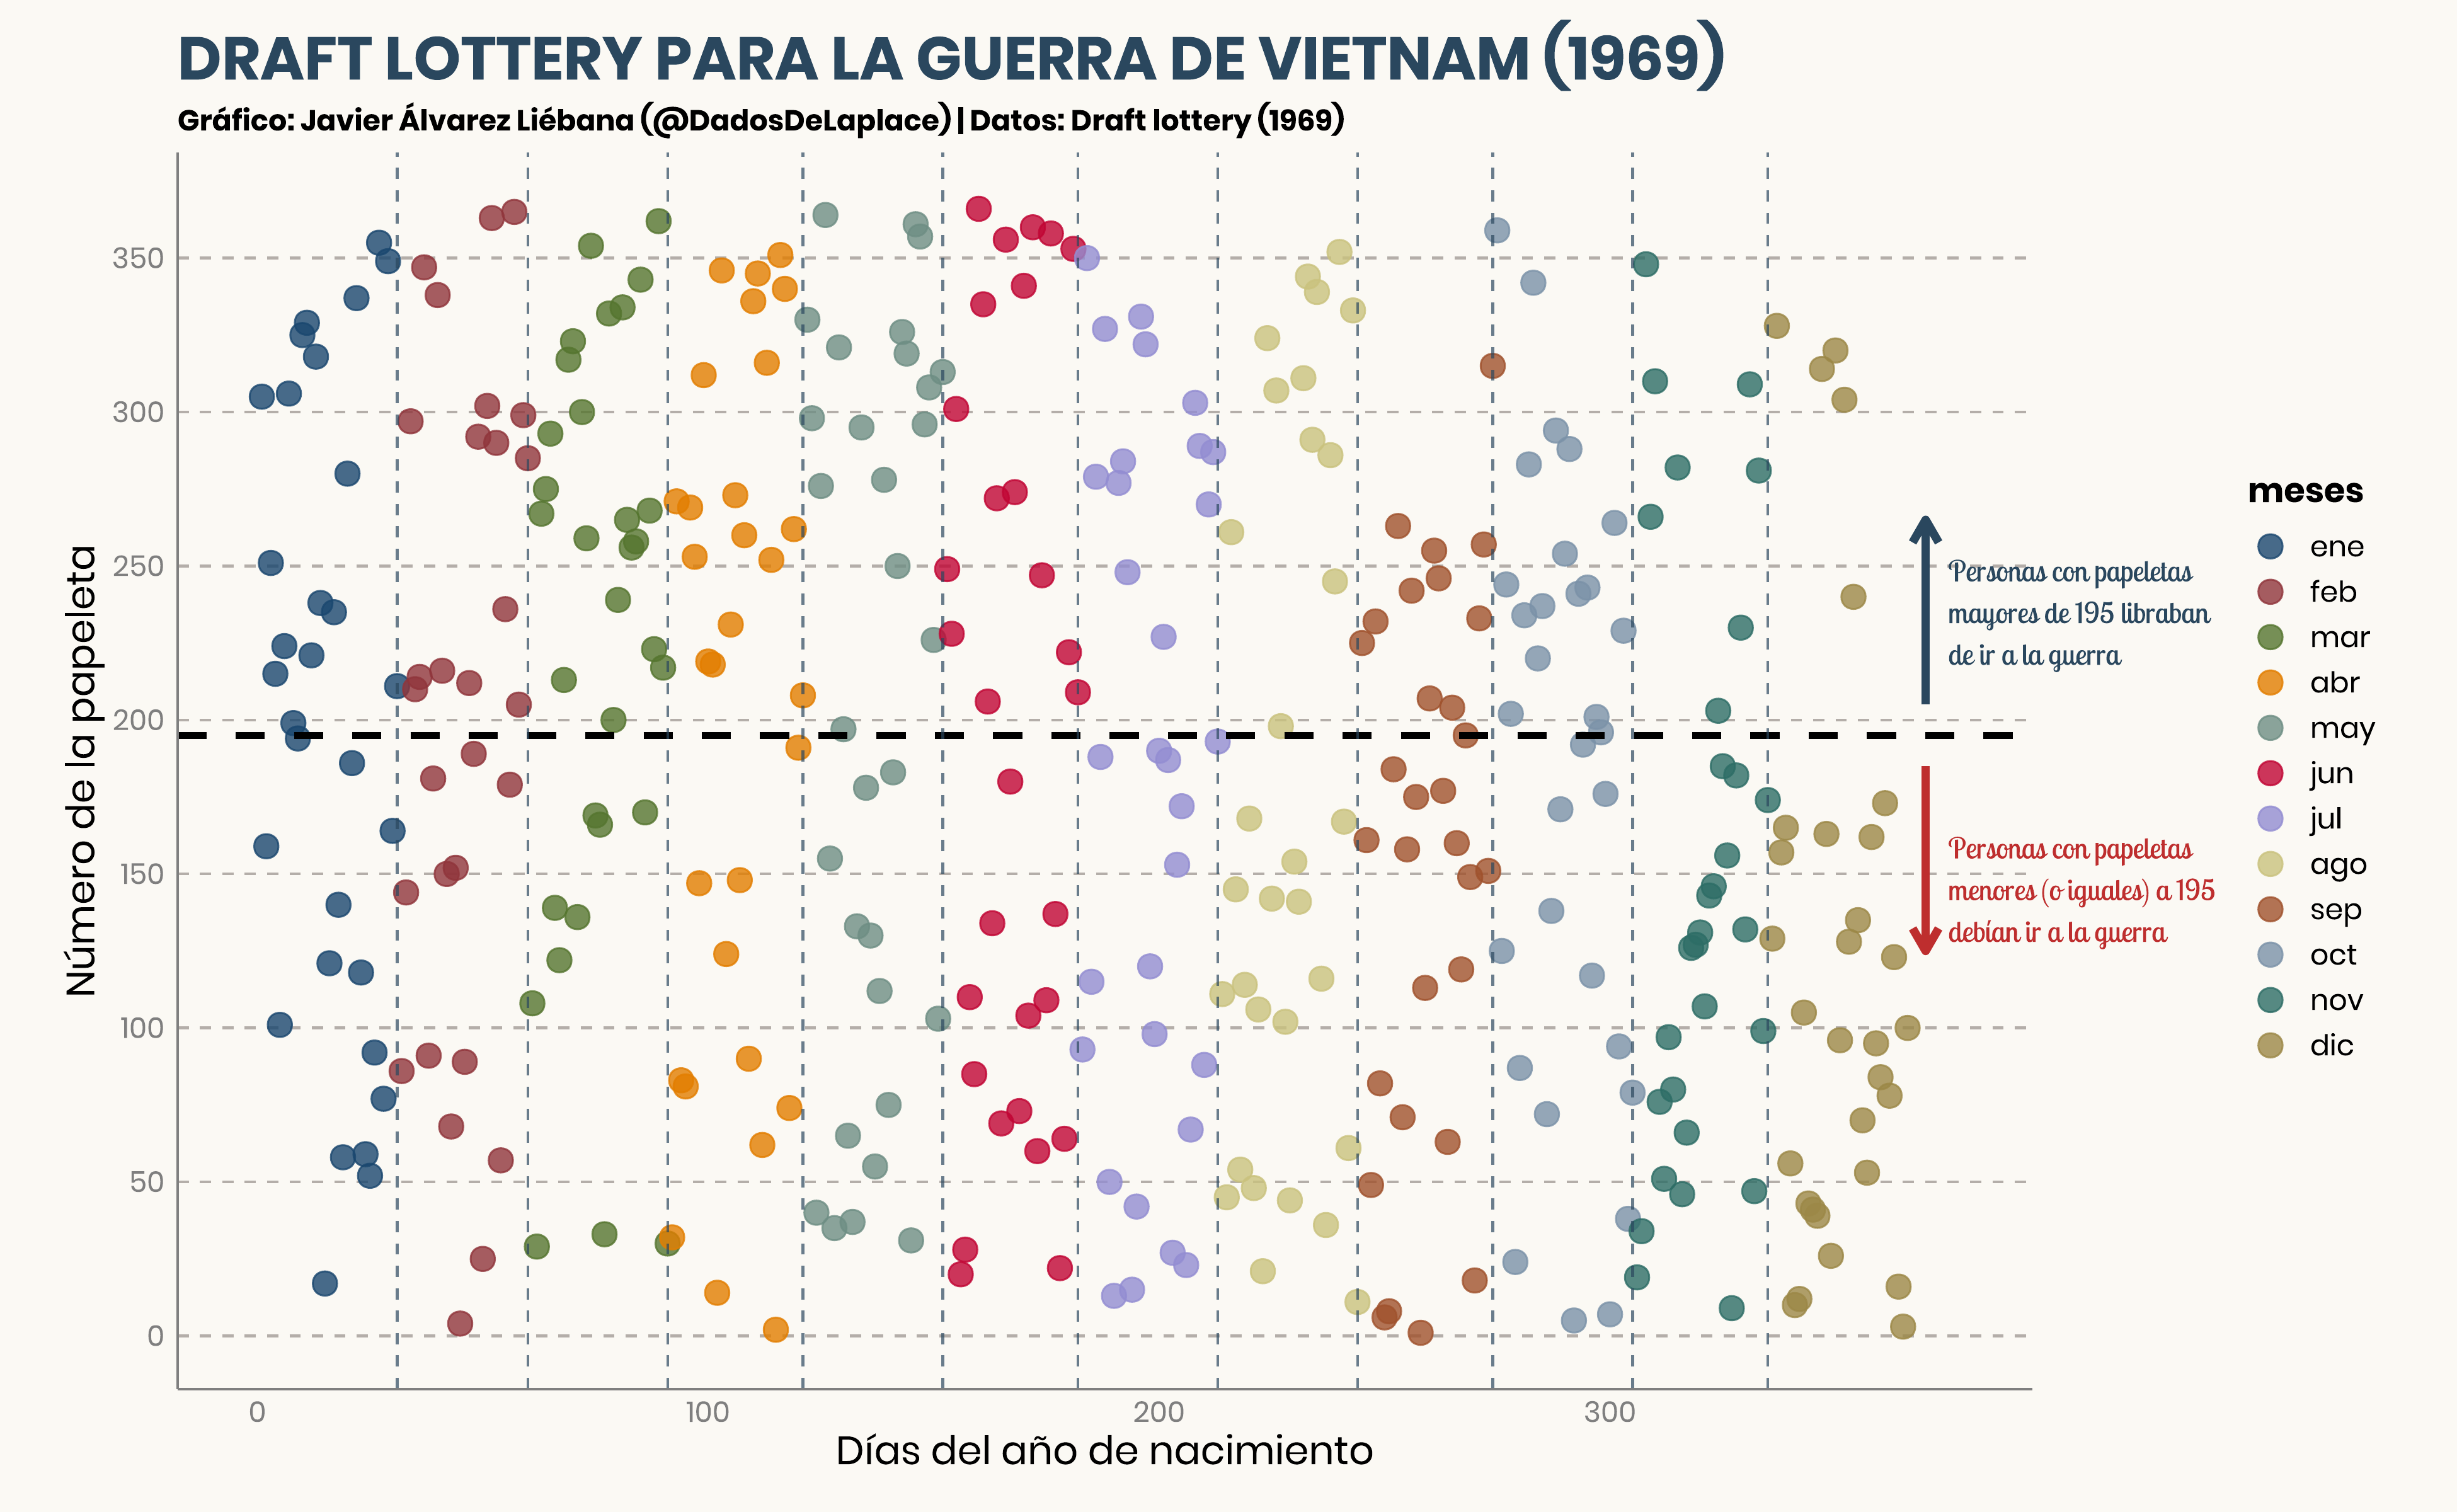 DRAFT LOTTERY PARA LA GUERRA DE VIETNAM (1969)
Gráfico: Javier Álvarez Liébana (@DadosDeLaplace) | Datos: Draft lottery (1969)
Número de la papeleta
350
300
250
200
150
100
50
0
0
100
200
300
Días del año de nacimiento
Personas con papeletas
mayores de 195 libraban
de ir a la guerra
Personas con papeletas
menores (o iguales) a 195
debían ir a la guerra
meses
ene
feb
mar
abr
may
jun
jul
ago
sep
oct
nov
dic